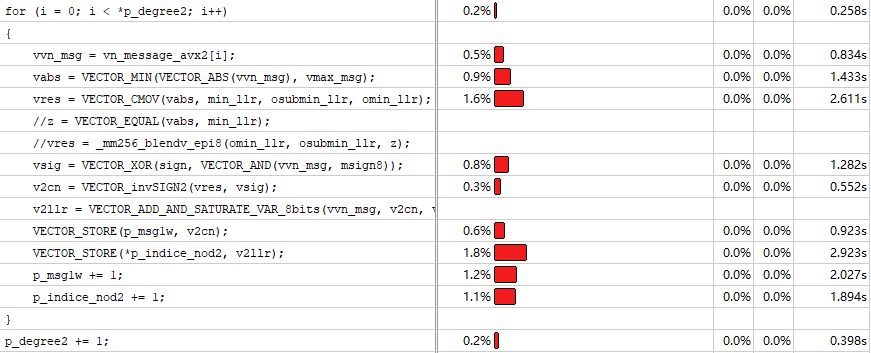 for (i = 0; i < *p_degree2; i++) 0.2% 0.0% 0.0% 0.258s
{
vvn_msg = vn_message_avx2[i]; 0.5% 0.0% 0.0% 0.834s
vabs = VECTOR_MIN(VECTOR_ABS(vvn_msg), vmax_msg); 0.9% 0.0% 0.0% 1.433s
vres = VECTOR_CMOV(vabs, min_llr, osubmin_llr, omin_llr); 1.6% 0.0% 0.0% 2.611s
//z = VECTOR_EQUAL(vabs, min_llr);
//vres = _mm256_blendv_epi8(omin_llr, osubmin_llr, z);
vsig = VECTOR_XOR(sign, VECTOR_AND(vvn_msg, msign8)); 0.8% 0.0% 0.0% 1.282s
v2cn = VECTOR_invSIGN2(vres, vsig); 0.3% 0.0% 0.0% 0.552s
v2llr = VECTOR_ADD_AND_SATURATE_VAR_8bits(vvn_msg, v2cn, v
VECTOR_STORE(p_msg1w, v2cn); 0.6% 0.0% 0.0% 0.923s
VECTOR_STORE(*p_indice_nod2, v2llr); 1.8% 0.0% 0.0% 2.923s
p_msg1w += 1; 1.2% 0.0% 0.0% 2.027s
p_indice_nod2 += 1; 1.1% 0.0% 0.0% 1.894s
}
p_degree2 += 1; 0.2% 0.0% 0.0% 0.398s